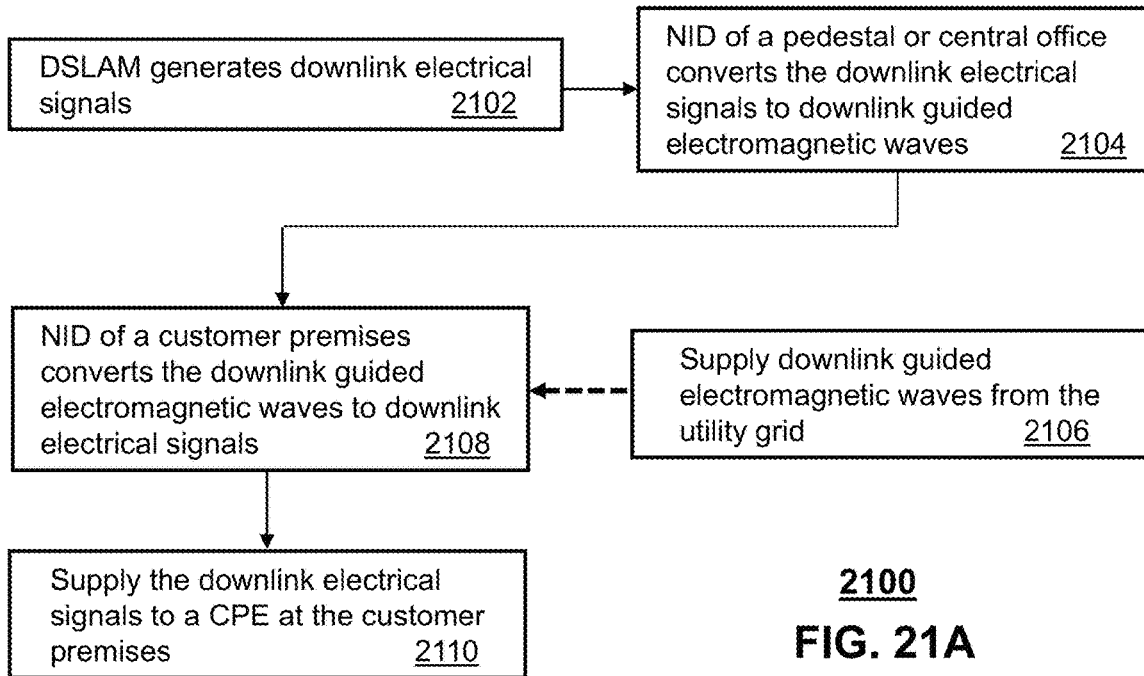 DSLAM generates downlink electrical
signals 2102
NID of a pedestal or central office
converts the downlink electrical
signals to downlink guided
electromagnetic waves 2104
NID of a customer premises
converts the downlink guided
electromagnetic waves to downlink
electrical signals 2108
Supply downlink guided
electromagnetic waves from the
utility grid 2106
Supply the downlink electrical
signals to a CPE at the customer
premises 2110
2100
FIG. 21A